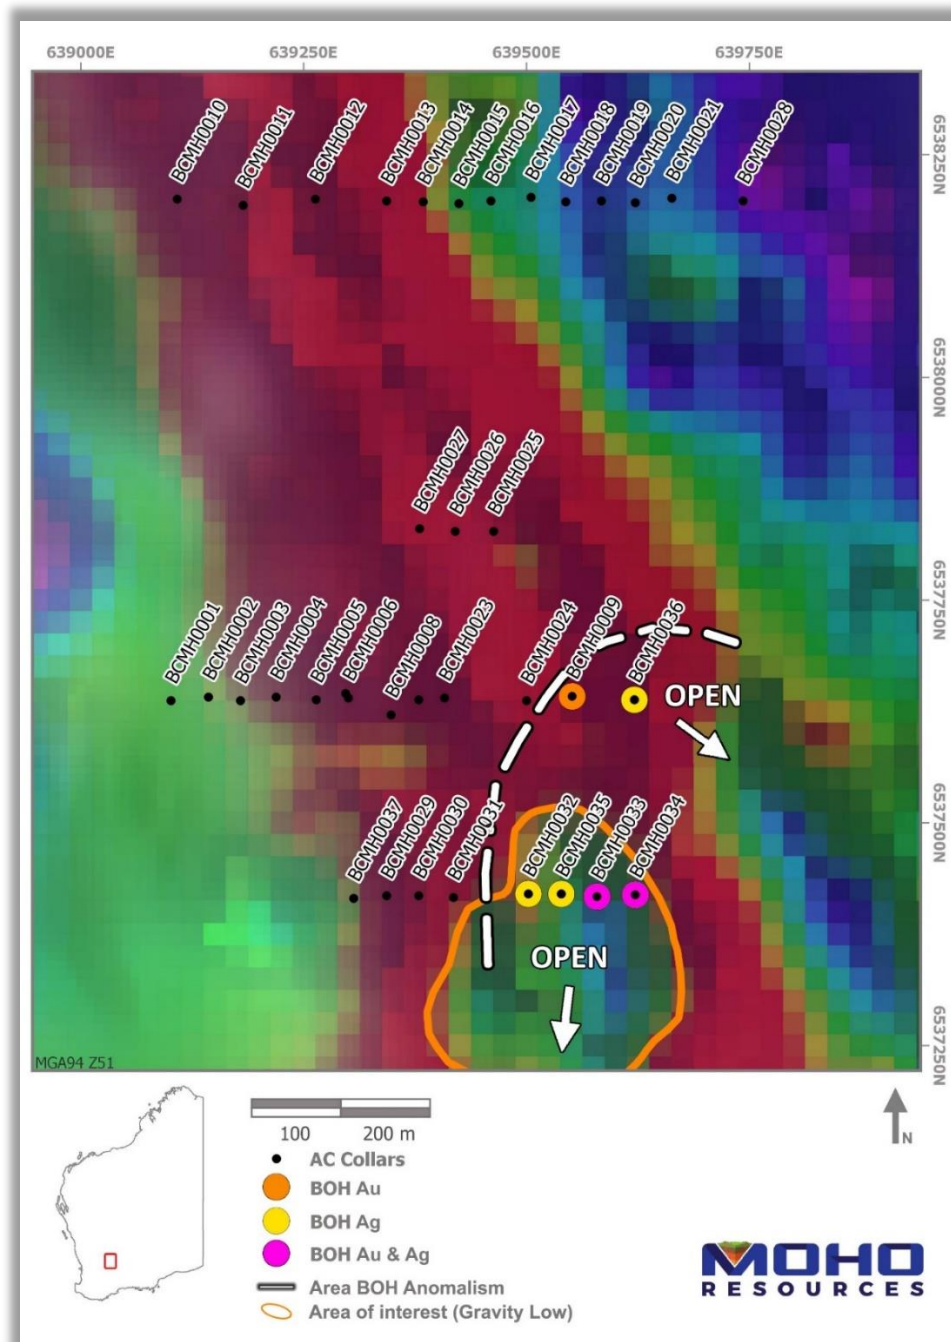 639000E 639250E 639500E 639750E
BCMH0010 BCMH0011 BCMH0012 BCMH0013 BCMH0014 BCMH0015 BCMH0016 BCMH0017 BCMH0018 BCMH0019 BCMH0020 BCMH0021 BCMH0028
6538250N
6538000N
BCMH0027 BCMH0026 BCMH0025
6537750N
BCMH0001 BCMH0002 BCMH0003 BCMH0004 BCMH0005 BCMH0006 BCMH0008 BCMH0023 BCMH0024 BCMH0009 BCMH0036
OPEN
6537500N
BCMH0037 BCMH0029 BCMH0030 BCMH0031 BCMH0032 BCMH0035 BCMH0033 BCMH0034
OPEN
6537250N
MGA94 Z51
100 200 m
N
AC Collars
BOH Au
BOH Ag
BOH Au & Ag
Area BOH Anomalism
Area of interest (Gravity Low)
MOHO
RESOURCES